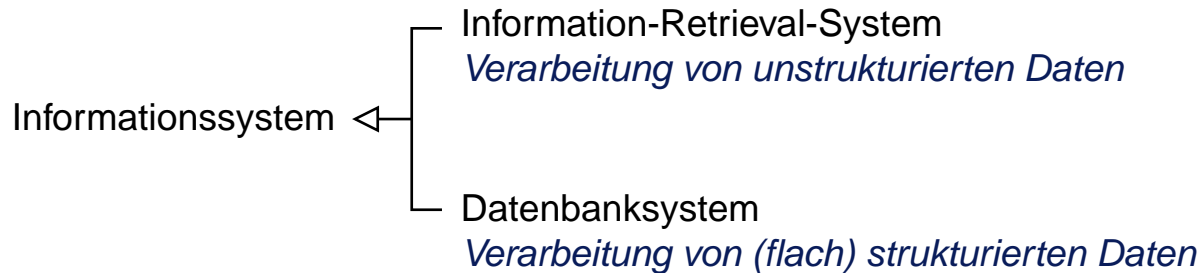 Information-Retrieval-System
Verarbeitung von unstrukturierten Daten
Informationssystem
Datenbanksystem
Verarbeitung von (flach) strukturierten Daten